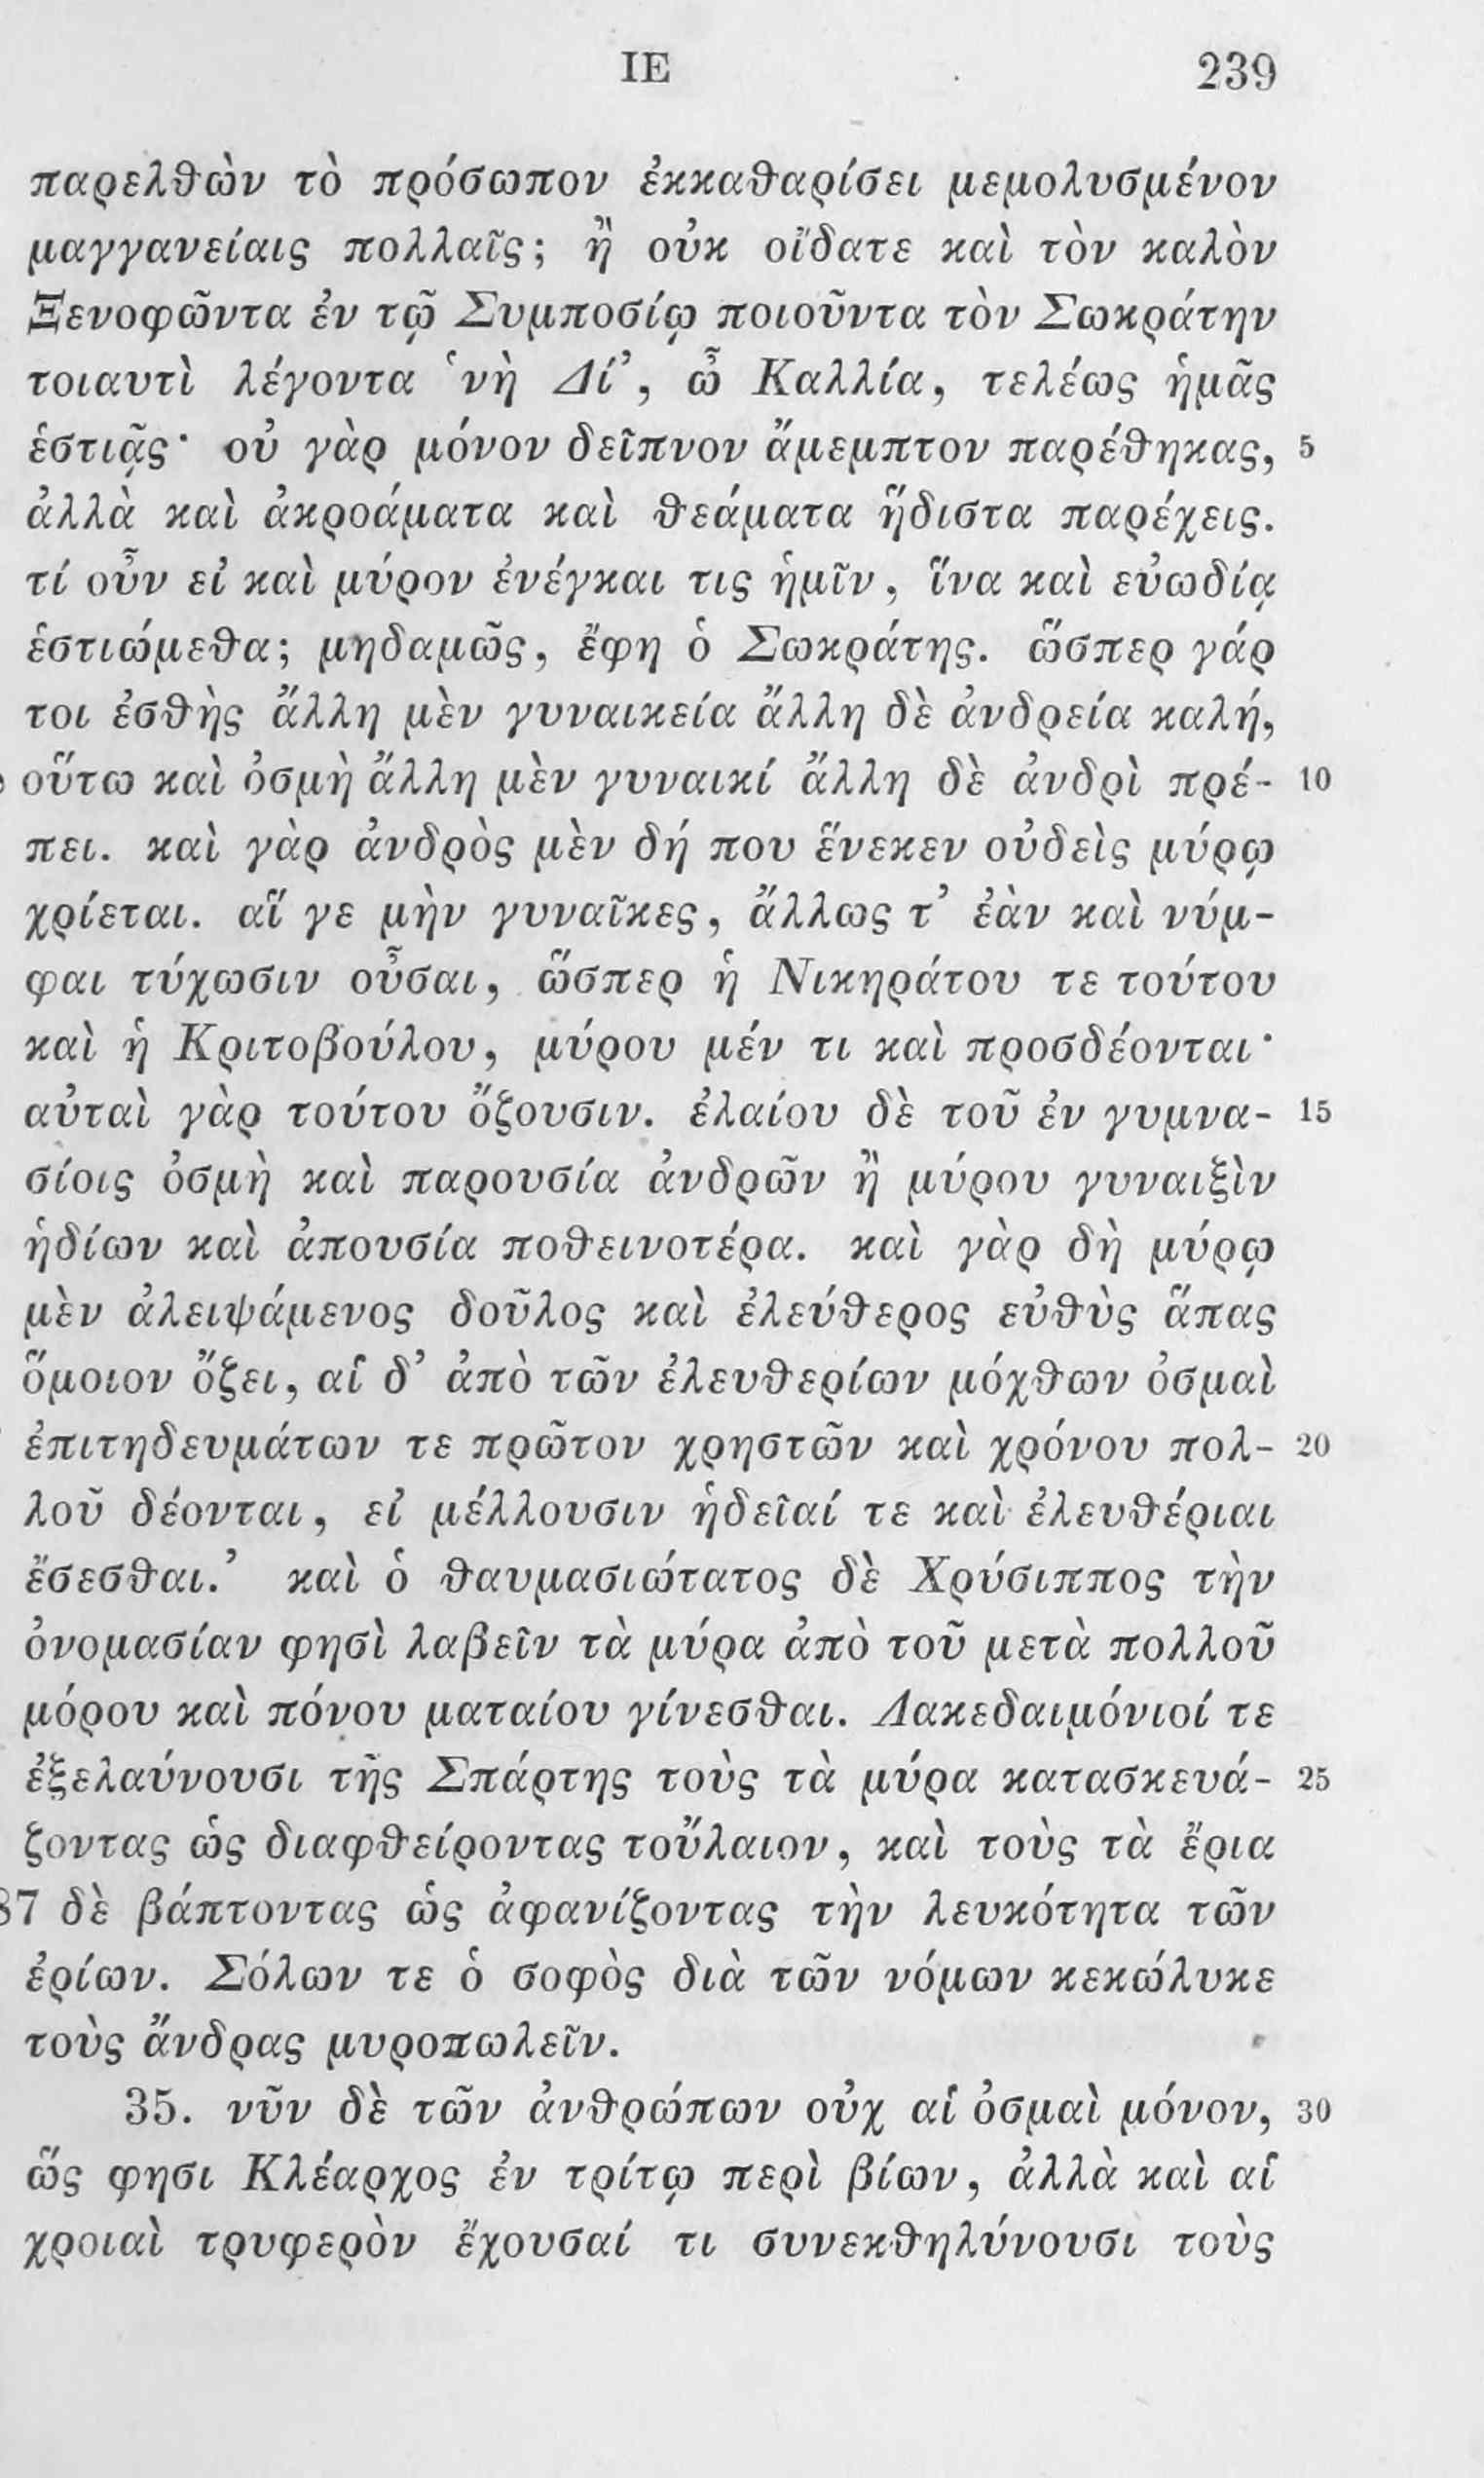 ΙΕ 239
παρελθὼν τὸ πρόσωπον ἐκκαθαρίσει μεμολυσμένον
μαγγανείαις πολλαῖς; ἢ οὐκ οἴδατε καὶ τὸν καλὸν
Ξενοφῶντα ἐν τῷ Συμποσίῳ ποιοῦντα τὸν Σωκράτην
τοιαυτὶ λέγοντα ‘νὴ Δί’, ὦ Καλλία, τελέως ἡμᾶς
ἑστιᾷς· οὐ γὰρ μόνον δεῖπνον ἄμεμπτον παρέθηκας, 5
ἀλλὰ καὶ ἀκροάματα καὶ θεάματα ἥδιστα παρέχεις.
τί οὖν εἰ καὶ μύρον ἐνέγκαι τις ἡμῖν, ἵνα καὶ εὐωδίᾳ
ἑστιώμεθα; μηδαμῶς, ἔφη ὁ Σωκράτης. ὥσπερ γάρ
τοι ἐσθὴς ἄλλη μὲν γυναικεία ἄλλη δὲ ἀνδρεία καλή,
οὕτω καὶ ὀσμὴ ἄλλη μὲν γυναικί ἄλλη δὲ ἀνδρὶ πρέ- 10
πει. καὶ γὰρ ἀνδρὸς μὲν δή που ἕνεκεν οὐδεὶς μύρῳ
χρίεται. αἵ γε μὴν γυναῖκες, ἄλλως τ’ ἐὰν καὶ νύμ-
φαι τύχωσιν οὖσαι, ὥσπερ ἡ Νικηράτου τε τούτου
καὶ ἡ Κριτοβούλου, μύρου μέν τι καὶ προσδέονται·
αὐταὶ γὰρ τούτου ὄζουσιν. ἐλαίου δὲ τοῦ ἐν γυμνα- 15
σίοις ὀσμὴ καὶ παρουσία ἀνδρῶν ἢ μύρου γυναιξὶν
ἡδίων καὶ ἀπουσία ποθεινοτέρα. καὶ γὰρ δὴ μύρῳ
μὲν ἀλειψάμενος δοῦλος καὶ ἐλεύθερος εὐθὺς ἅπας
ὅμοιον ὄζει, αἱ δ’ ἀπὸ τῶν ἐλευθερίων μόχθων ὀσμαὶ
ἐπιτηδευμάτων τε πρῶτον χρηστῶν καὶ χρόνου πολ- 20
λοῦ δέονται, εἰ μέλλουσιν ἡδεῖαί τε καὶ ἐλευθέριαι
ἔσεσθαι.’ καὶ ὁ θαυμασιώτατος δὲ Χρύσιππος τὴν
ὀνομασίαν φησὶ λαβεῖν τὰ μύρα ἀπὸ τοῦ μετὰ πολλοῦ
μόρου καὶ πόνου ματαίου γίνεσθαι. Λακεδαιμόνιοί τε
ἐξελαύνουσι τῆς Σπάρτης τοὺς τὰ μύρα κατασκευά- 25
ζοντας ὡς διαφθείροντας τοὔλαιον, καὶ τοὺς τὰ ἔρια
87 δὲ βάπτοντας ὡς ἀφανίζοντας τὴν λευκότητα τῶν
ἐρίων. Σόλων τε ὁ σοφὸς διὰ τῶν νόμων κεκώλυκε
τοὺς ἄνδρας μυροπωλεῖν.
35. νῦν δὲ τῶν ἀνθρώπων οὐχ αἱ ὀσμαὶ μόνον, 30
ὥς φησι Κλέαρχος ἐν τρίτῳ περὶ βίων, ἀλλὰ καὶ αἱ
χροιαὶ τρυφερὸν ἔχουσαί τι συνεκθηλύνουσι τοὺς